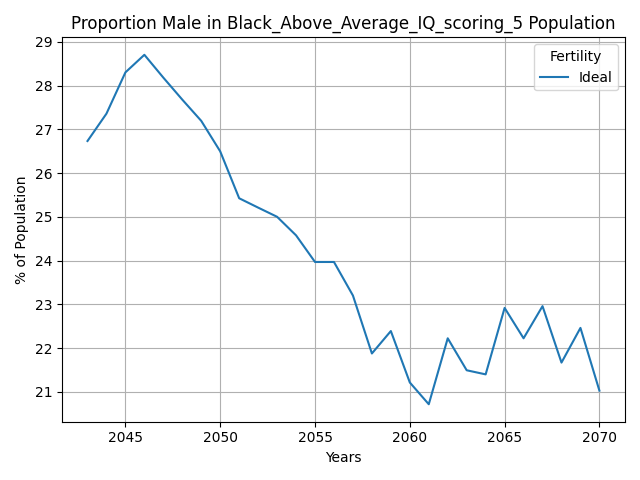 Proportion Male in Black_Above_Average_IQ_scoring_5 Population
29
28
27
26
25
24
23
22
21
% of Population
Fertility
Ideal
2045 2050 2055 2060 2065 2070
Years